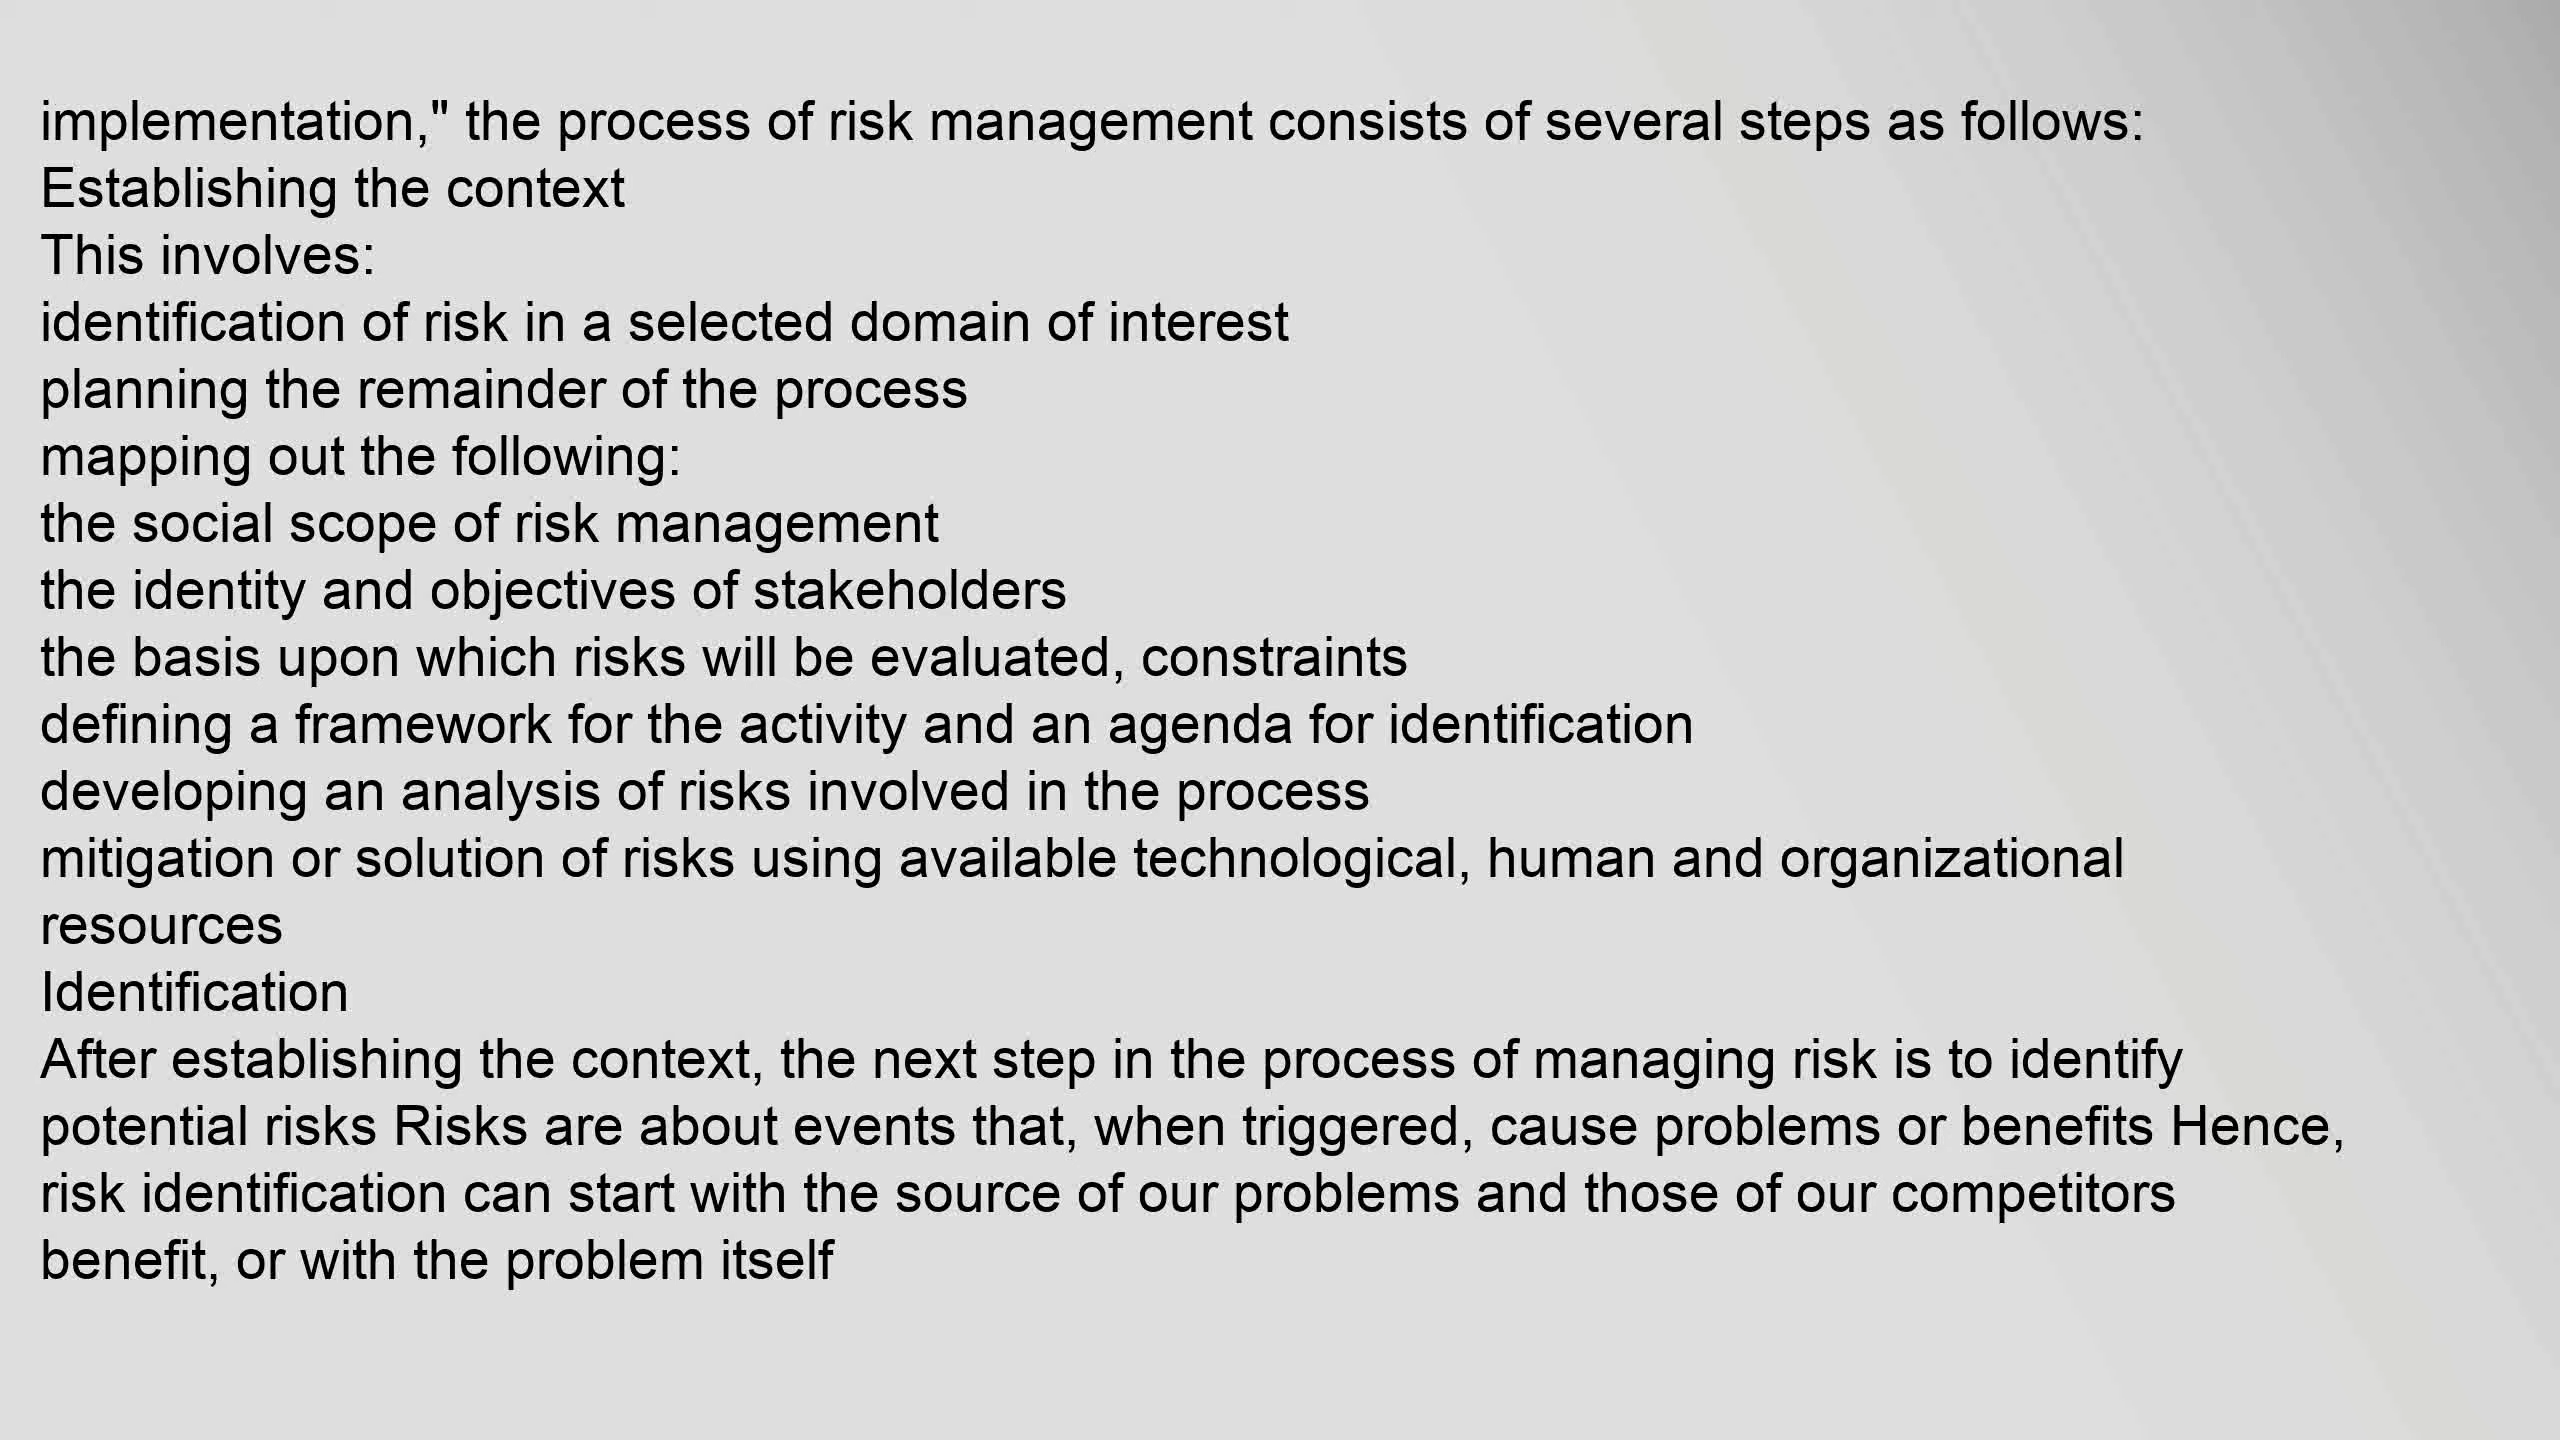 implementation," the process of risk management consists of several steps as follows:
Establishing the context
This involves:
identification of risk in a selected domain of interest
planning the remainder of the process
mapping out the following:
the social scope of risk management
the identity and objectives of stakeholders
the basis upon which risks will be evaluated, constraints
defining a framework for the activity and an agenda for identification
developing an analysis of risks involved in the process
mitigation or solution of risks using available technological, human and organizational
resources
Identification
After establishing the context, the next step in the process of managing risk is to identify
potential risks Risks are about events that, when triggered, cause problems or benefits Hence,
risk identification can start with the source of our problems and those of our competitors
benefit, or with the problem itself